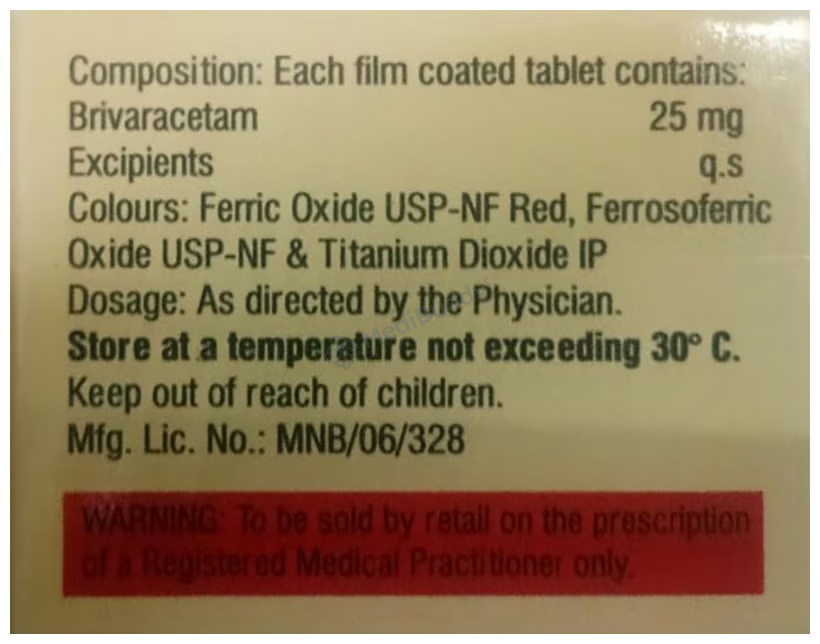 Composition: Each film coated tablet contains:
Brivaracetam 25 mg
Excipients q.s
Colours: Ferric Oxide USP-NF Red, Ferrosoferric
Oxide USP-NF & Titanium Dioxide IP
Dosage: As directed by the Physician.
Store at a temperature not exceeding 30° C.
Keep out of reach of children.
Mfg. Lic. No.: MNB/06/328
WARNING: To be sold by retail on the prescription
of a Registered Medical Practitioner only.